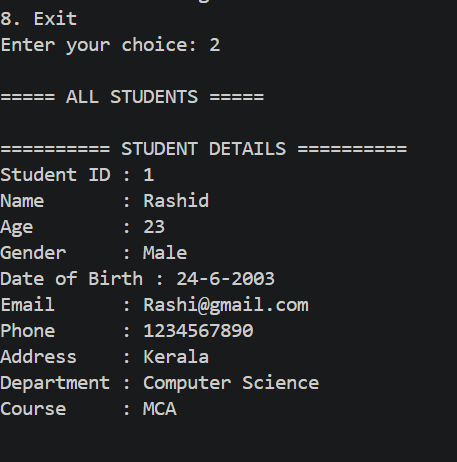 8. Exit
Enter your choice: 2
===== ALL STUDENTS =====
========== STUDENT DETAILS ==========
Student ID : 1
Name       : Rashid
Age        : 23
Gender     : Male
Date of Birth : 24-6-2003
Email      : Rashi@gmail.com
Phone      : 1234567890
Address    : Kerala
Department : Computer Science
Course     : MCA